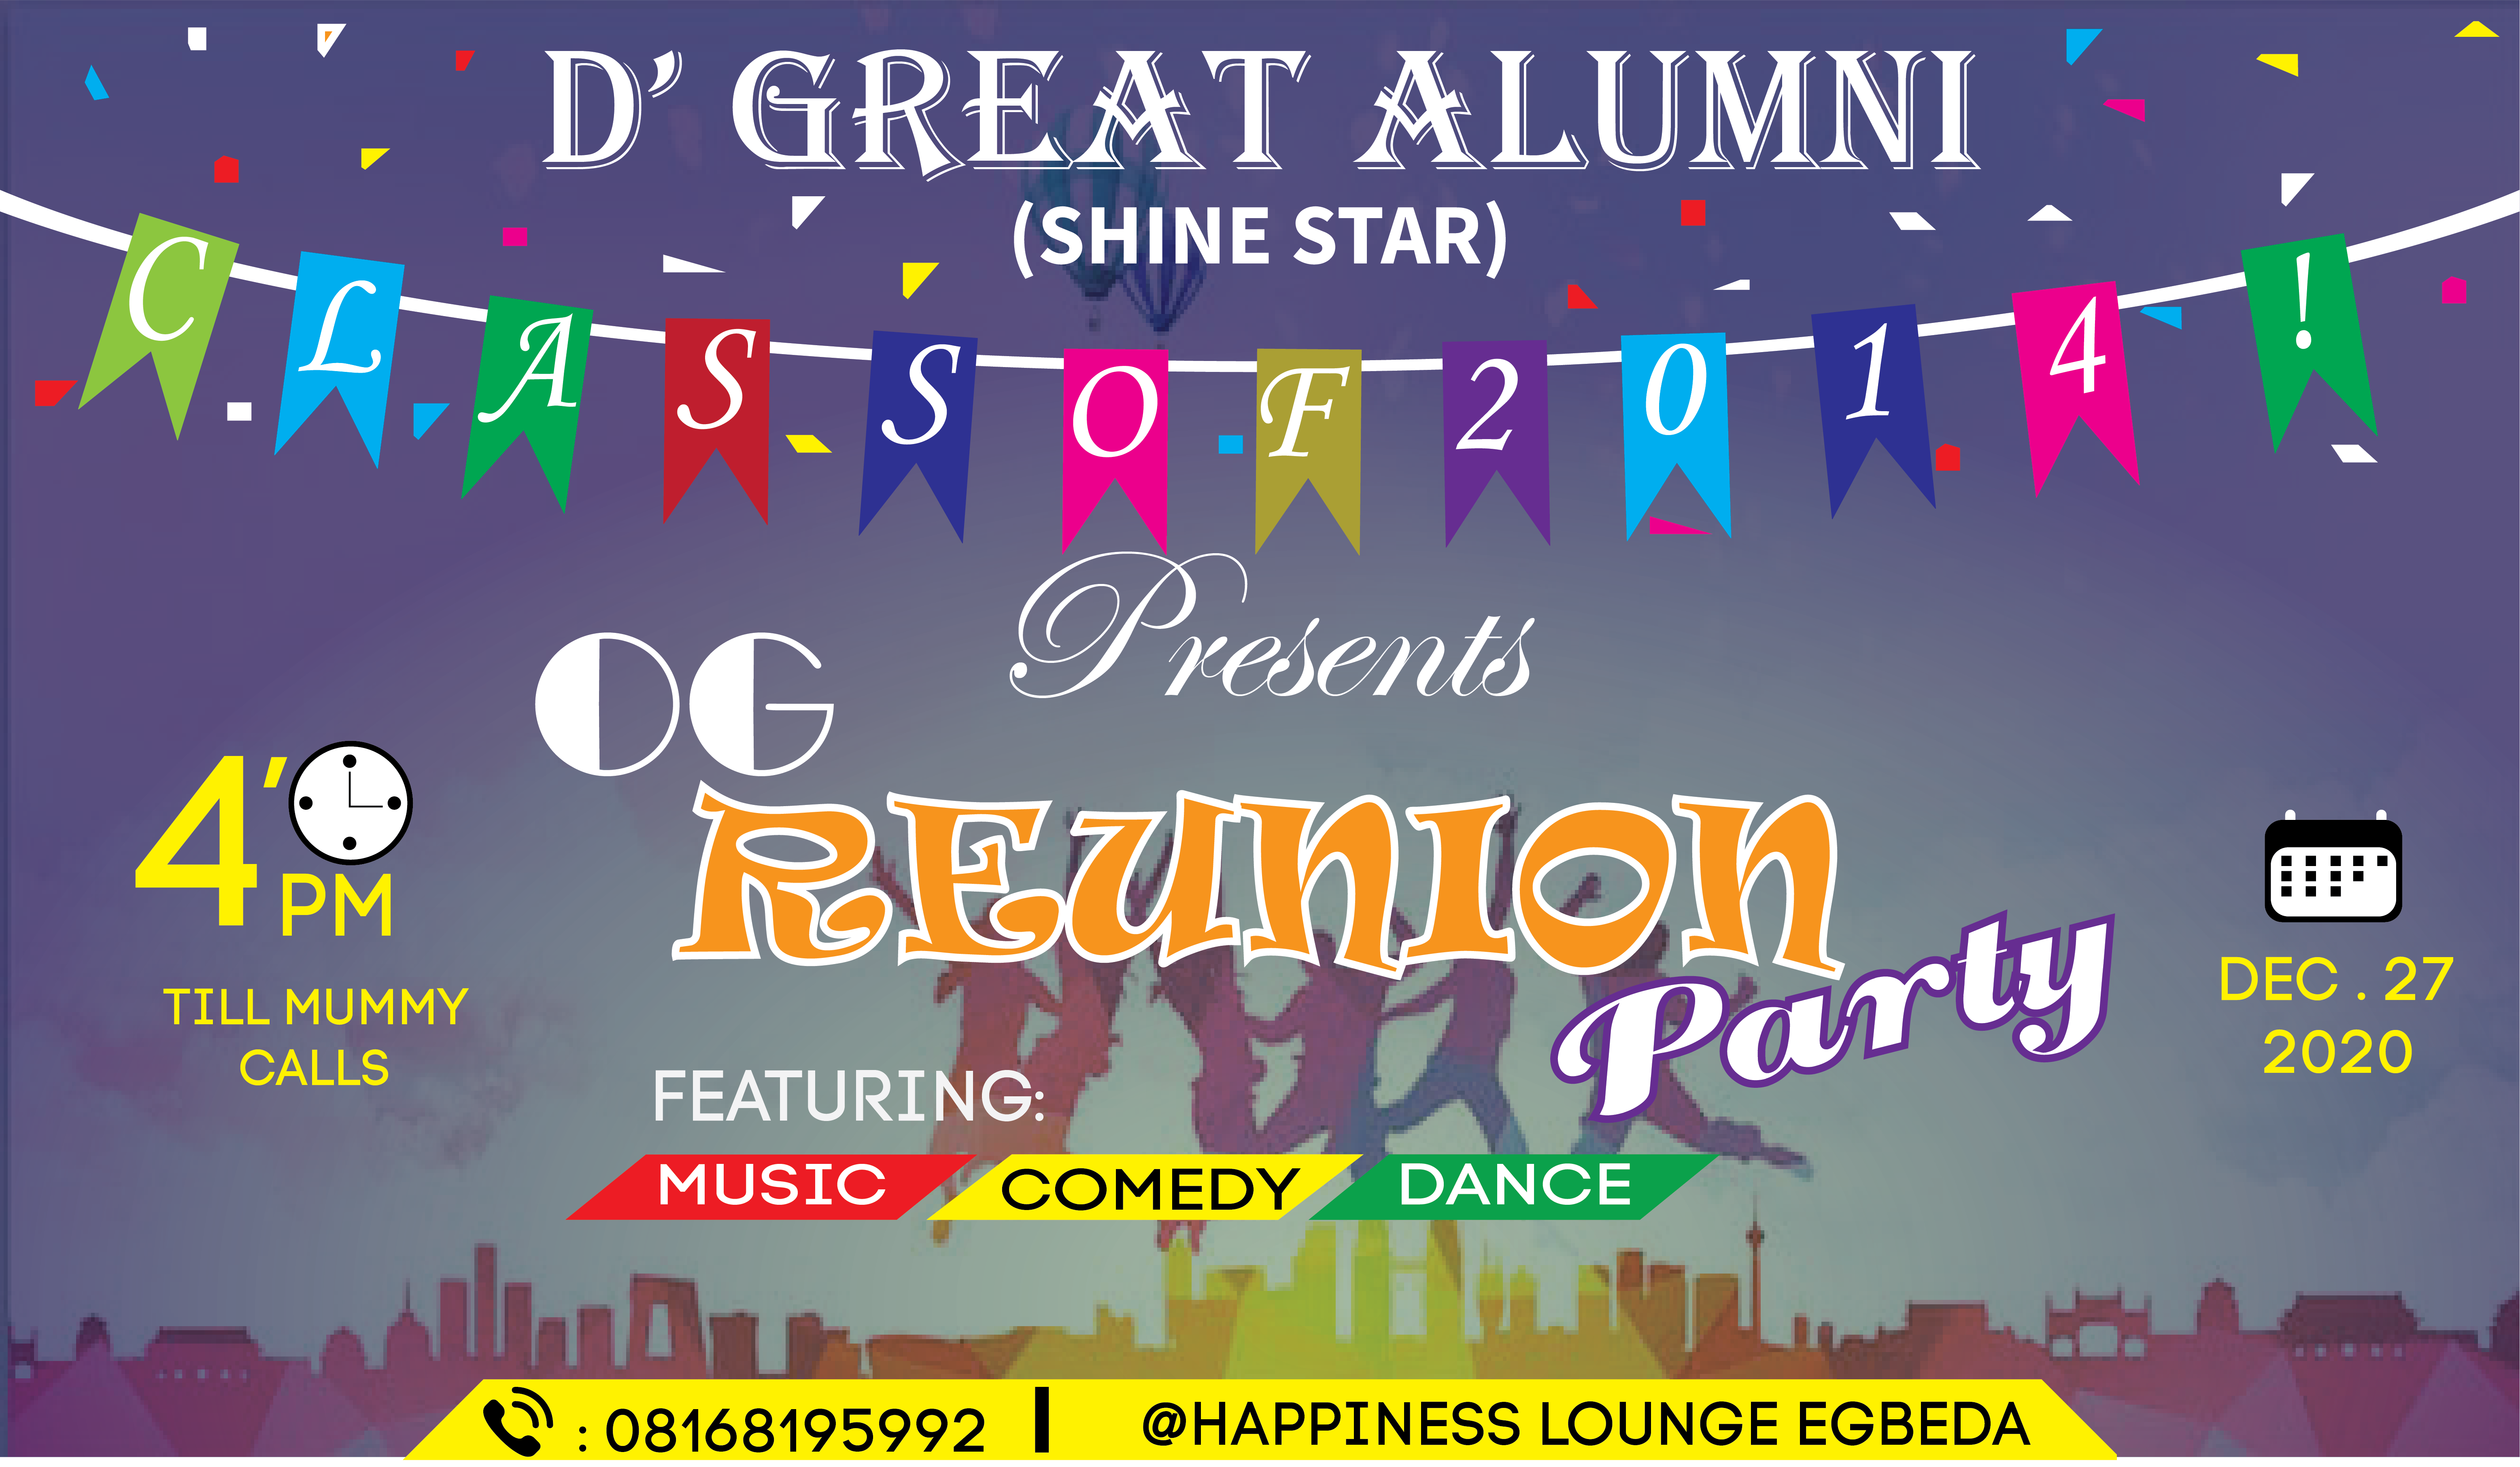 D' GREAT ALUMNI
(SHINE STAR)
CLASS OF 2014!
Presents
OG
REUNION
Party
4'
PM
TILL MUMMY
CALLS
DEC . 27
2020
FEATURING:
MUSIC COMEDY DANCE
: 08168195992 | @HAPPINESS LOUNGE EGBEDA